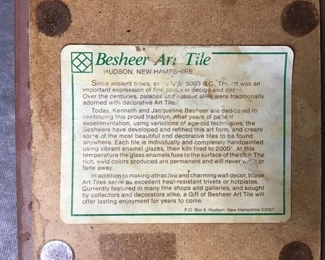 Besheer Art Tile
HUDSON, NEW HAMPSHIRE
Since ancient times, 3000 B.C., Tile Art was an
important expression of fine in design and
Over the centuries, palaces and alike were traditionally
adorned with decorative Art Tile.
Today, Kenneth and Jacqueline Besheer are dedicated to
continuing this proud tradition. After years of patient
experimentation, using variations of age-old techniques, the
Besheers have developed and refined this art form, and create
some of the most beautiful and decorative tiles to be found
anywhere. Each tile is individually and completely handpainted
using vibrant enamel glazes, then kiln fired to 2000°. At this
temperature the glass enamels fuse to the surface of the The
rich, vivid colors produced are permanent and will never or
fade away.
In addition to making attractive and charming wall decor, these
Art Tiles serve as excellent heat-resistant trivets or hotplates.
Currently featured in many fine shops and galleries, and sought
by collectors and decorators alike, a Gift of Besheer Art Tile will
offer lasting enjoyment for years to come.
P.O. Box 6, Hudson, New Hampshire 03051